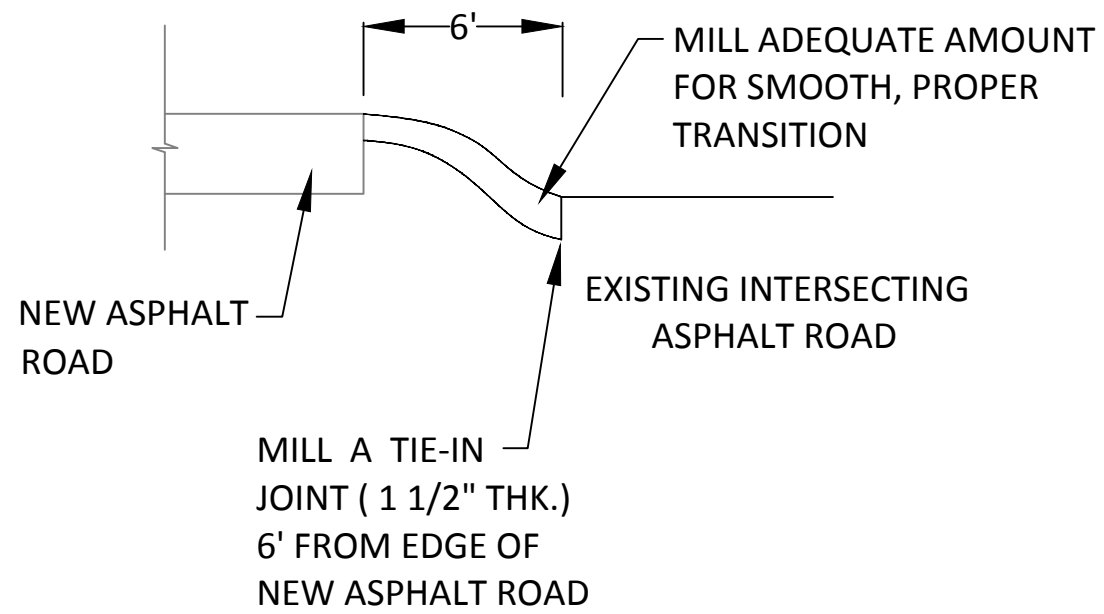 6'
MILL ADEQUATE AMOUNT
FOR SMOOTH, PROPER
TRANSITION
NEW ASPHALT
ROAD
EXISTING INTERSECTING
ASPHALT ROAD
MILL A TIE-IN
JOINT ( 1 1/2" THK.)
6' FROM EDGE OF
NEW ASPHALT ROAD